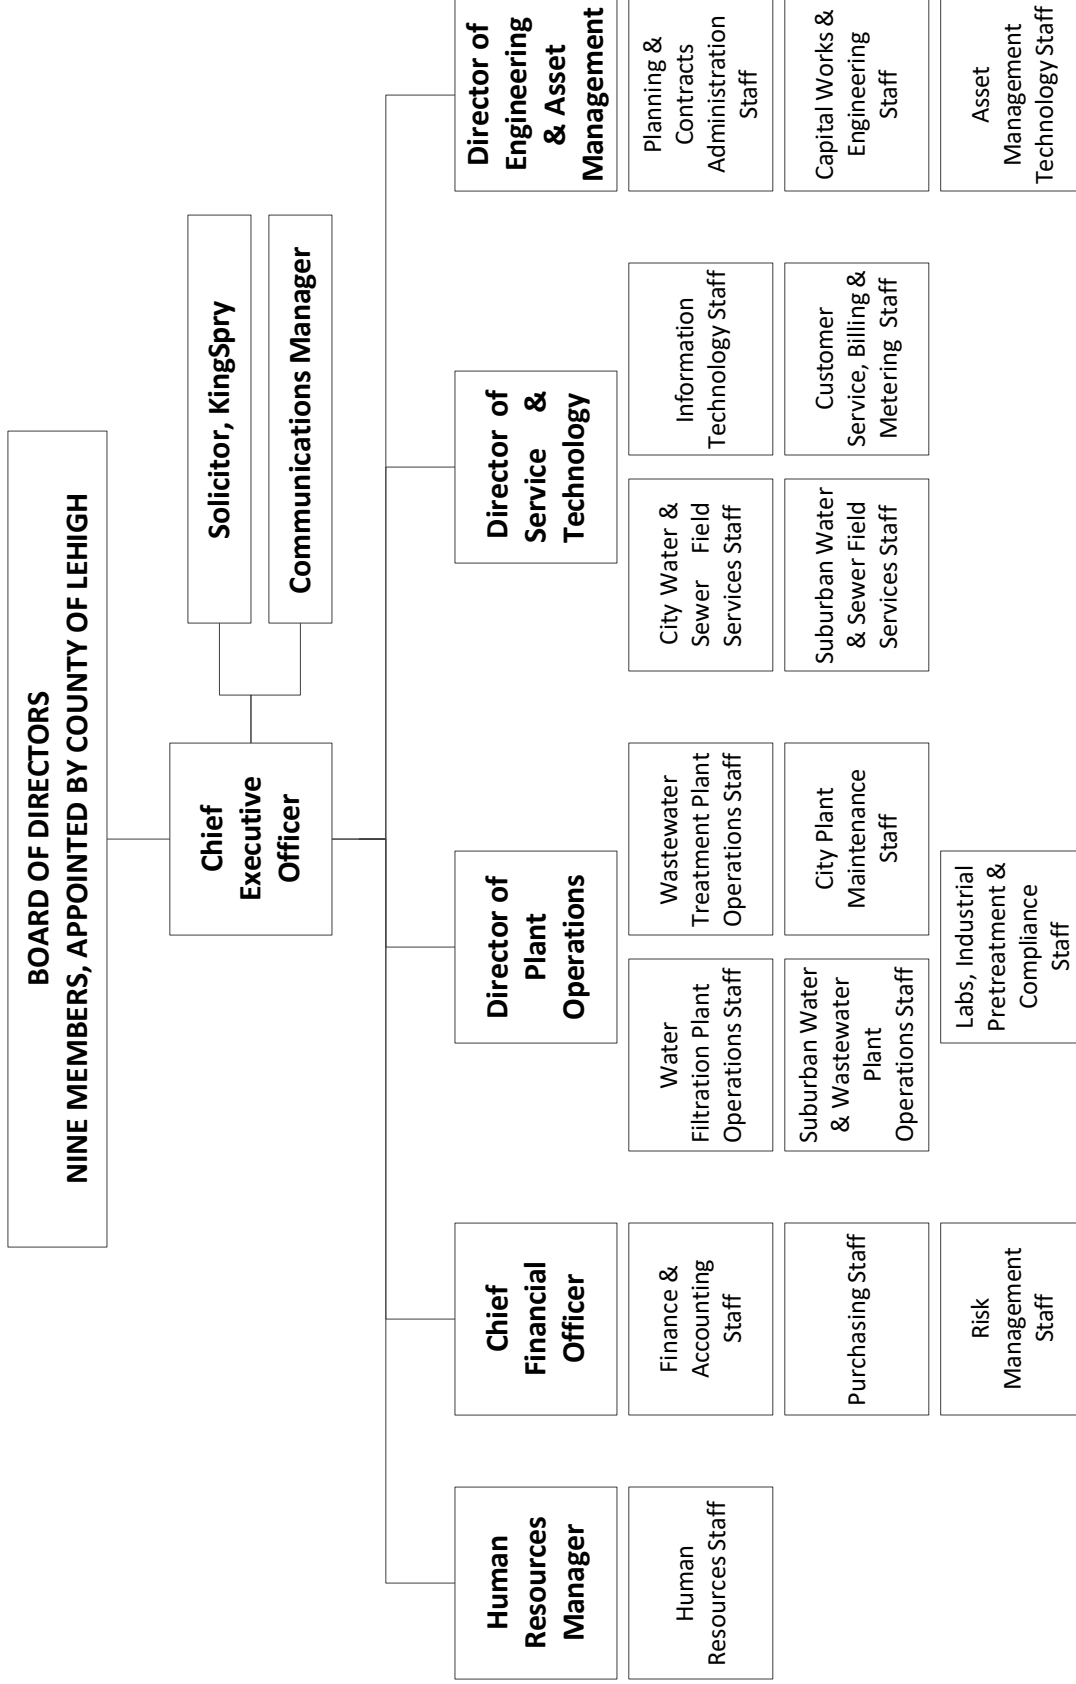 BOARD OF DIRECTORS
NINE MEMBERS, APPOINTED BY COUNTY OF LEHIGH
Chief
Executive
Officer
Solicitor, KingSpry
Communications Manager
Human
Resources
Manager
Human
Resources Staff
Chief
Financial
Officer
Finance &
Accounting
Staff
Purchasing Staff
Risk
Management
Staff
Director of
Plant
Operations
Water
Filtration Plant
Operations Staff
Wastewater
Treatment Plant
Operations Staff
Suburban Water
& Wastewater
Plant
Operations Staff
City Plant
Maintenance
Staff
Labs, Industrial
Pretreatment &
Compliance
Staff
Director of
Service &
Technology
City Water &
Sewer Field
Services Staff
Information
Technology Staff
Suburban Water
& Sewer Field
Services Staff
Customer
Service, Billing &
Metering Staff
Director of
Engineering
& Asset
Management
Planning &
Contracts
Administration
Staff
Capital Works &
Engineering
Staff
Asset
Management
Technology Staff